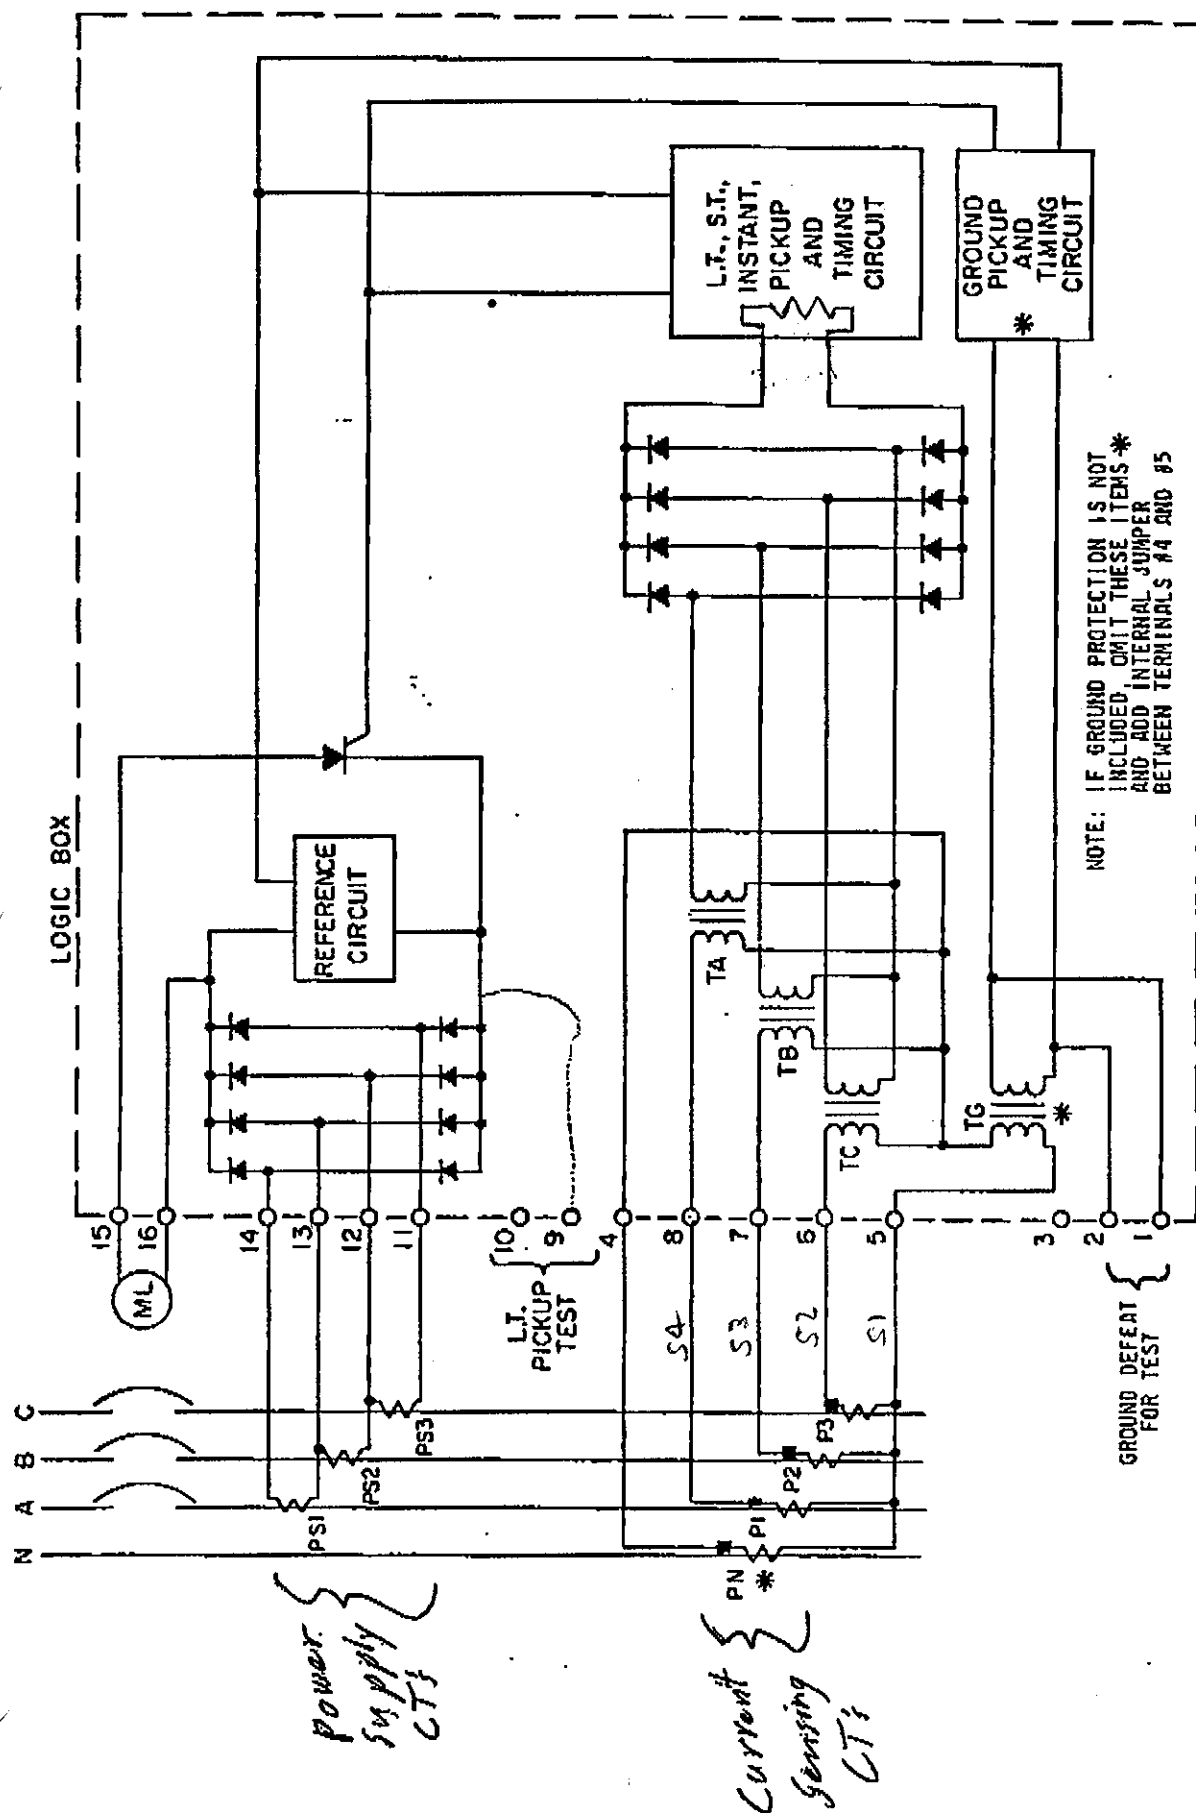 LOGIC BOX
15
16
14
13
12
11
10
9
4
8
7
6
5
3
2
1
ML
REFERENCE
CIRCUIT
L.T., S.T.,
INSTANT,
PICKUP
AND
TIMING
CIRCUIT
GROUND
PICKUP
AND
TIMING
CIRCUIT
*
L.T.
PICKUP
TEST
TA
TB
TC
TG
*
S4
S3
S2
S1
C
B
A
N
PS1
PS2
PS3
P3
P2
P1
PN
*
GROUND DEFEAT
FOR TEST
NOTE: IF GROUND PROTECTION IS NOT
INCLUDED, OMIT THESE ITEMS *
AND ADD INTERNAL JUMPER
BETWEEN TERMINALS #4 AND #5
power
Supply
CT's
Current
Sensing
CT's